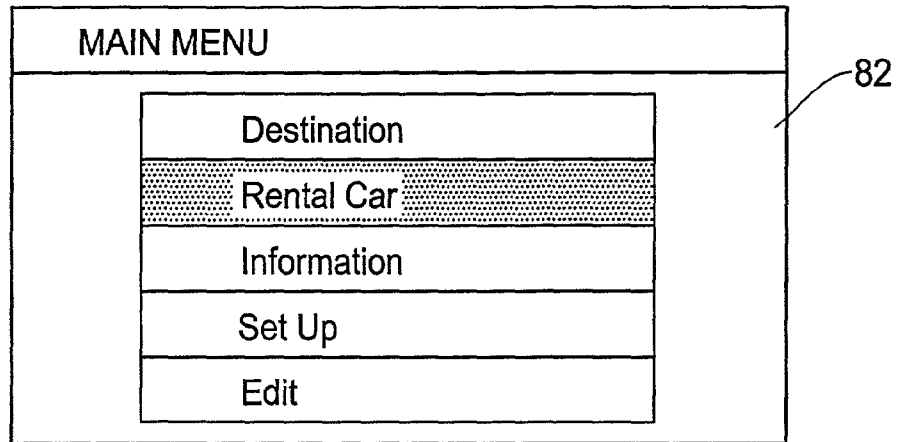 MAIN MENU
82
Destination
Rental Car
Information
Set Up
Edit